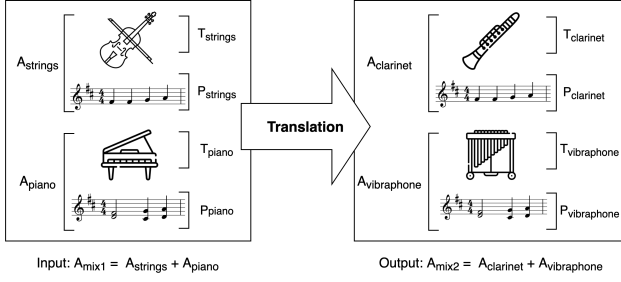 Astrings
Tstrings
Pstrings
Apiano
Tpiano
Ppiano
Input: Amix1 = Astrings + Apiano
Translation
Aclarinet
Tclarinet
Pclarinet
Avibraphone
Tvibraphone
Pvibraphone
Output: Amix2 = Aclarinet + Avibraphone